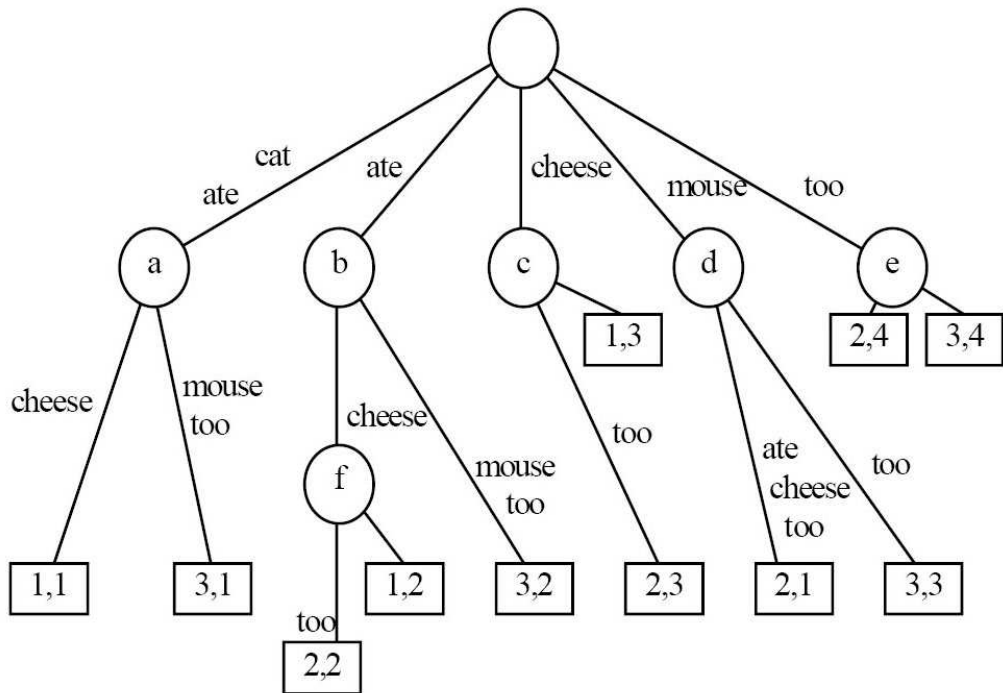 cat
ate
ate
cheese
mouse
too
a
b
c
d
e
1,3
2,4
3,4
cheese
mouse
too
cheese
mouse
too
too
ate
cheese
too
too
f
1,1
3,1
1,2
3,2
2,3
2,1
3,3
too
2,2